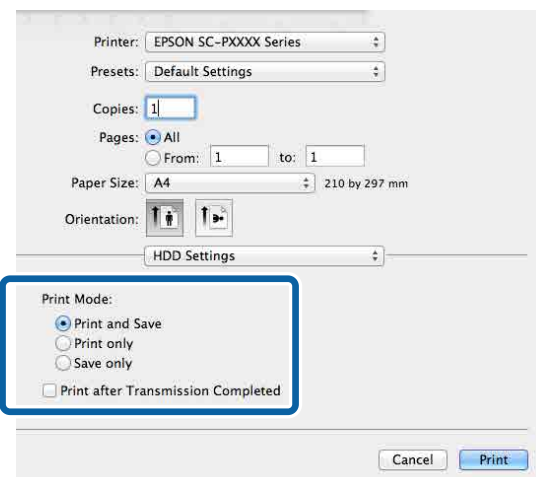 Printer: EPSON SC-PXXXX Series
Presets: Default Settings
Copies: 1
Pages: All
From: 1 to: 1
Paper Size: A4 210 by 297 mm
Orientation:
HDD Settings
Print Mode:
Print and Save
Print only
Save only
Print after Transmission Completed
Cancel Print